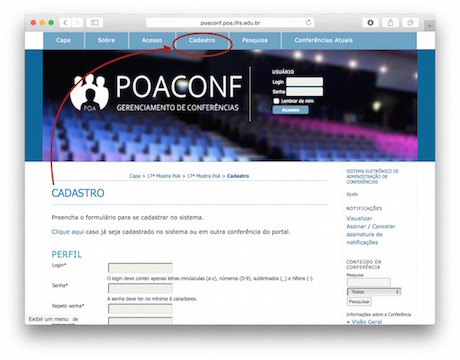 poaconf.poa.ifrs.edu.br
Capa Sobre Acesso Cadastro Pesquisa Conferências Atuais
POACONF
GERENCIAMENTO DE CONFERÊNCIAS
POA
USUÁRIO
Login
Senha
Lembrar de mim
Acesso
Capa > 17ª Mostra PoA > 17ª Mostra PoA > Cadastro
CADASTRO
Preencha o formulário para se cadastrar no sistema.
Clique aqui caso já seja cadastrado no sistema ou em outra conferência do portal.
PERFIL
Login*
O login deve conter apenas letras minúsculas (a-z), números (0-9), sublinhados (_) e hífens (-).
Senha*
A senha deve ter no mínimo 6 caracteres.
Repetir senha*
Exibir um menu de
SISTEMA ELETRÔNICO DE
ADMINISTRAÇÃO DE
CONFERÊNCIAS
Ajuda
NOTIFICAÇÕES
Visualizar
Assinar / Cancelar
assinatura de
notificações
CONTEÚDO DA
CONFERÊNCIA
Pesquisa
Todos
Pesquisar
Informações sobre a Conferência
» Visão Geral